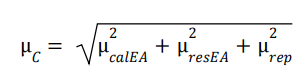 μ_C = √(μ²_calEA + μ²_resEA + μ²_rep)